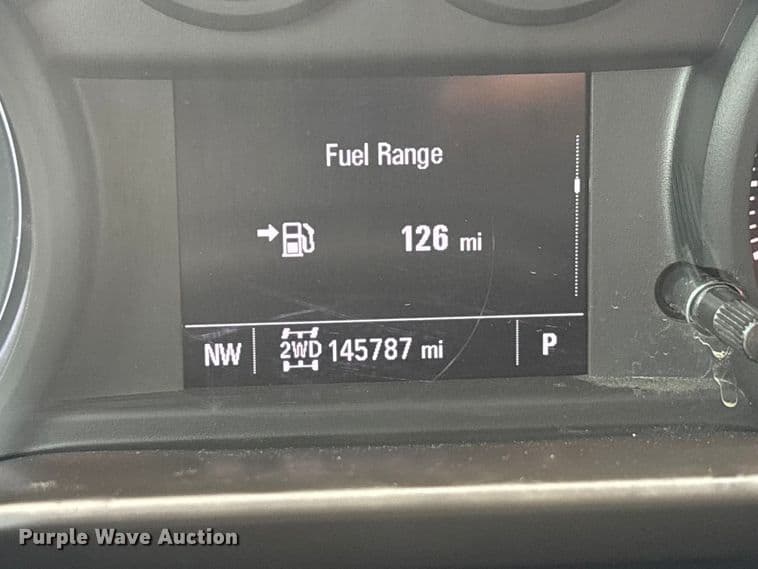 Fuel Range
126 mi
NW 2WD 145787 mi P
Purple Wave Auction